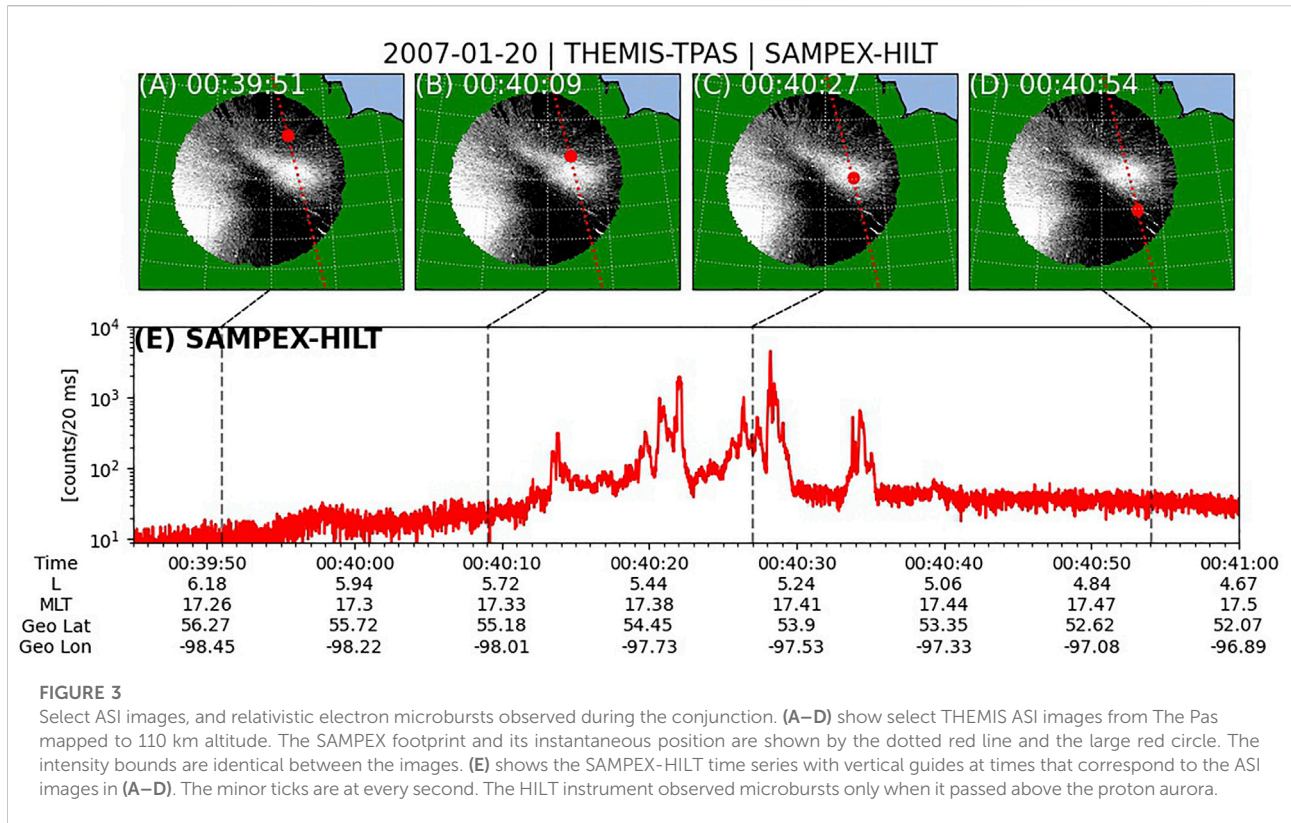 2007-01-20 | THEMIS-TPAS | SAMPEX-HILT
(A) 00:39:51 (B) 00:40:09 (C) 00:40:27 (D) 00:40:54
(E) SAMPEX-HILT
[counts/20 ms]
10⁴
10³
10²
10¹
Time 00:39:50 00:40:00 00:40:10 00:40:20 00:40:30 00:40:40 00:40:50 00:41:00
L 6.18 5.94 5.72 5.44 5.24 5.06 4.84 4.67
MLT 17.26 17.3 17.33 17.38 17.41 17.44 17.47 17.5
Geo Lat 56.27 55.72 55.18 54.45 53.9 53.35 52.62 52.07
Geo Lon -98.45 -98.22 -98.01 -97.73 -97.53 -97.33 -97.08 -96.89
FIGURE 3
Select ASI images, and relativistic electron microbursts observed during the conjunction. (A–D) show select THEMIS ASI images from The Pas
mapped to 110 km altitude. The SAMPEX footprint and its instantaneous position are shown by the dotted red line and the large red circle. The
intensity bounds are identical between the images. (E) shows the SAMPEX-HILT time series with vertical guides at times that correspond to the ASI
images in (A–D). The minor ticks are at every second. The HILT instrument observed microbursts only when it passed above the proton aurora.